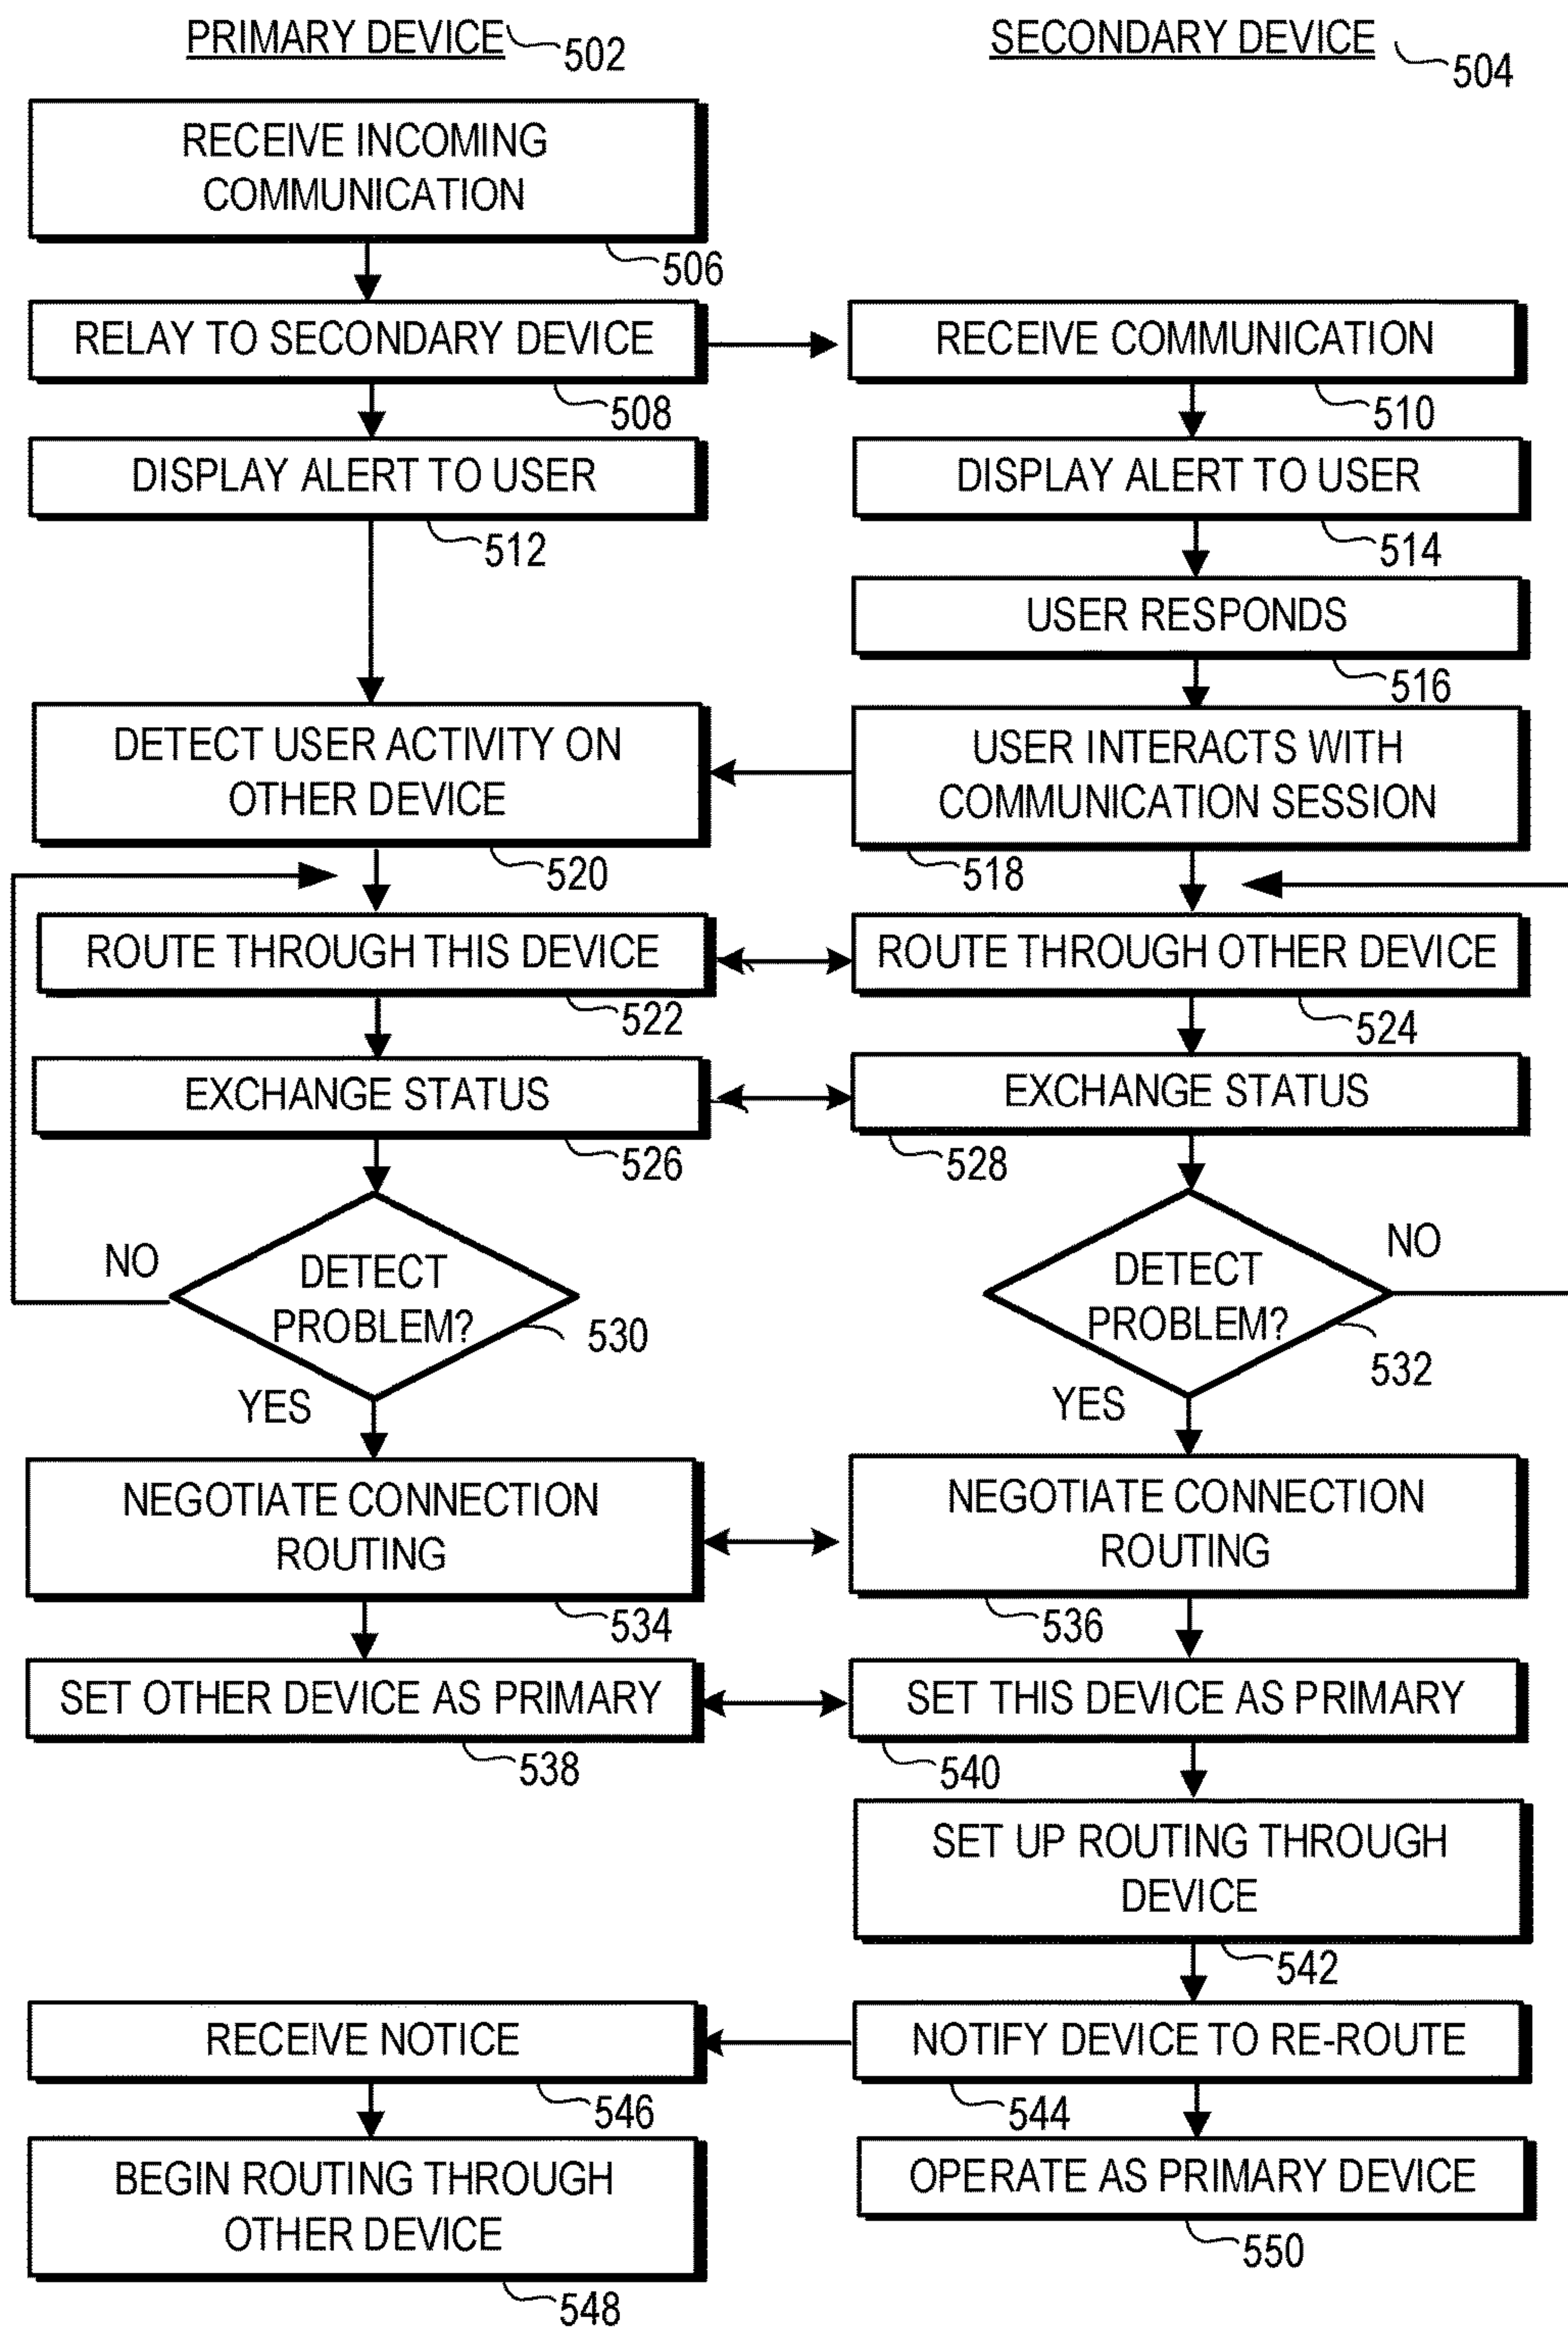 PRIMARY DEVICE 502
SECONDARY DEVICE 504
RECEIVE INCOMING
COMMUNICATION
506
RELAY TO SECONDARY DEVICE
508
RECEIVE COMMUNICATION
510
DISPLAY ALERT TO USER
512
DISPLAY ALERT TO USER
514
USER RESPONDS
516
DETECT USER ACTIVITY ON
OTHER DEVICE
520
USER INTERACTS WITH
COMMUNICATION SESSION
518
ROUTE THROUGH THIS DEVICE
522
ROUTE THROUGH OTHER DEVICE
524
EXCHANGE STATUS
526
EXCHANGE STATUS
528
NO
DETECT
PROBLEM?
530
YES
NO
DETECT
PROBLEM?
532
YES
NEGOTIATE CONNECTION
ROUTING
534
NEGOTIATE CONNECTION
ROUTING
536
SET OTHER DEVICE AS PRIMARY
538
SET THIS DEVICE AS PRIMARY
540
SET UP ROUTING THROUGH
DEVICE
542
RECEIVE NOTICE
546
NOTIFY DEVICE TO RE-ROUTE
544
BEGIN ROUTING THROUGH
OTHER DEVICE
548
OPERATE AS PRIMARY DEVICE
550